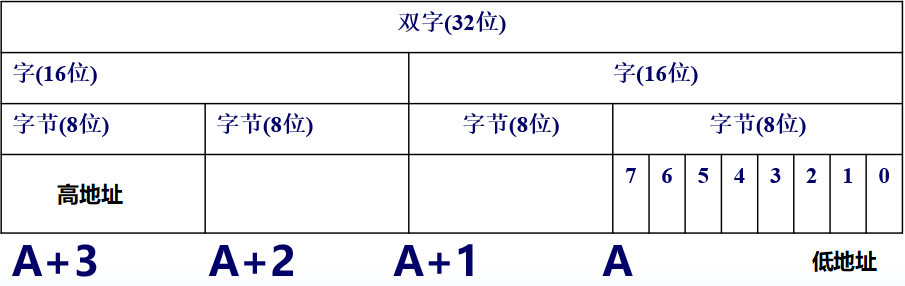 双字(32位)
字(16位) 字(16位)
字节(8位) 字节(8位) 字节(8位) 字节(8位)
高地址 7 6 5 4 3 2 1 0
A+3 A+2 A+1 A 低地址